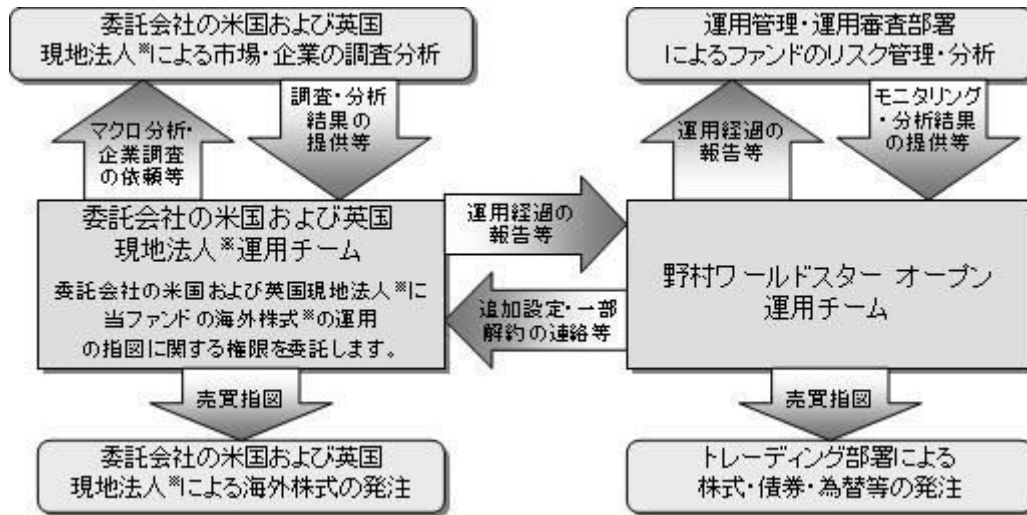 委託会社の米国および英国
現地法人※による市場・企業の調査分析
運用管理・運用審査部署
によるファンドのリスク管理・分析
マクロ分析・
企業調査
の依頼等
調査・分析
結果の
提供等
運用経過の
報告等
モニタリング
・分析結果
の提供等
委託会社の米国および英国
現地法人※運用チーム
委託会社の米国および英国現地法人※に
当ファンドの海外株式※の運用
の指図に関する権限を委託します。
運用経過の
報告等
追加設定・一部
解約の連絡等
野村ワールドスター オープン
運用チーム
売買指図
売買指図
委託会社の米国および英国
現地法人※による海外株式の発注
トレーディング部署による
株式・債券・為替等の発注